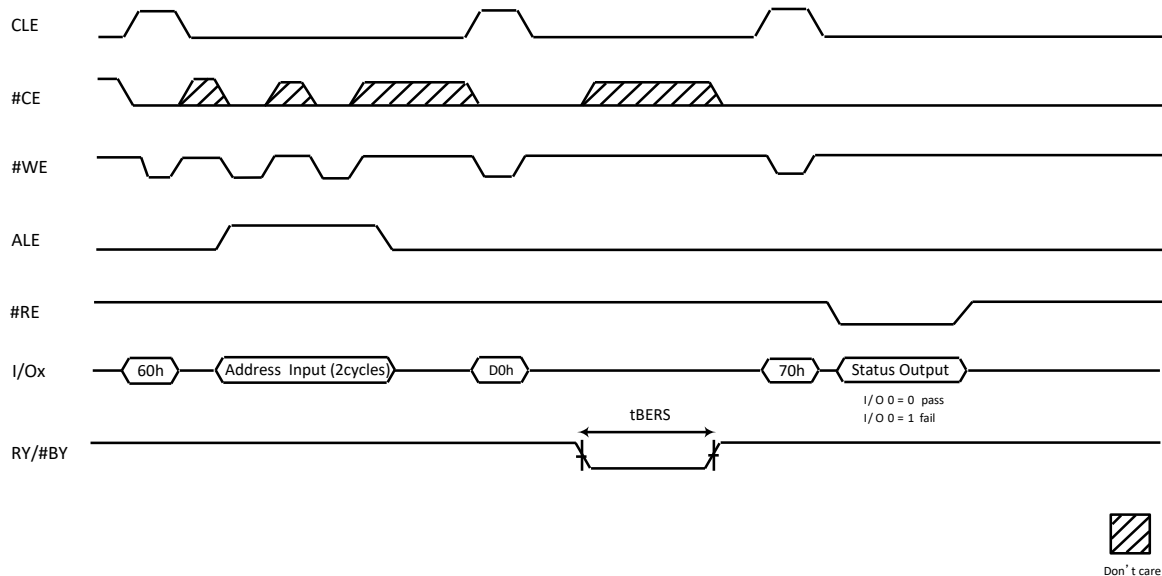 CLE
#CE
#WE
ALE
#RE
I/Ox 60h Address Input (2cycles) D0h 70h Status Output
I/O 0 = 0 pass
I/O 0 = 1 fail
tBERS
RY/#BY
Don't care